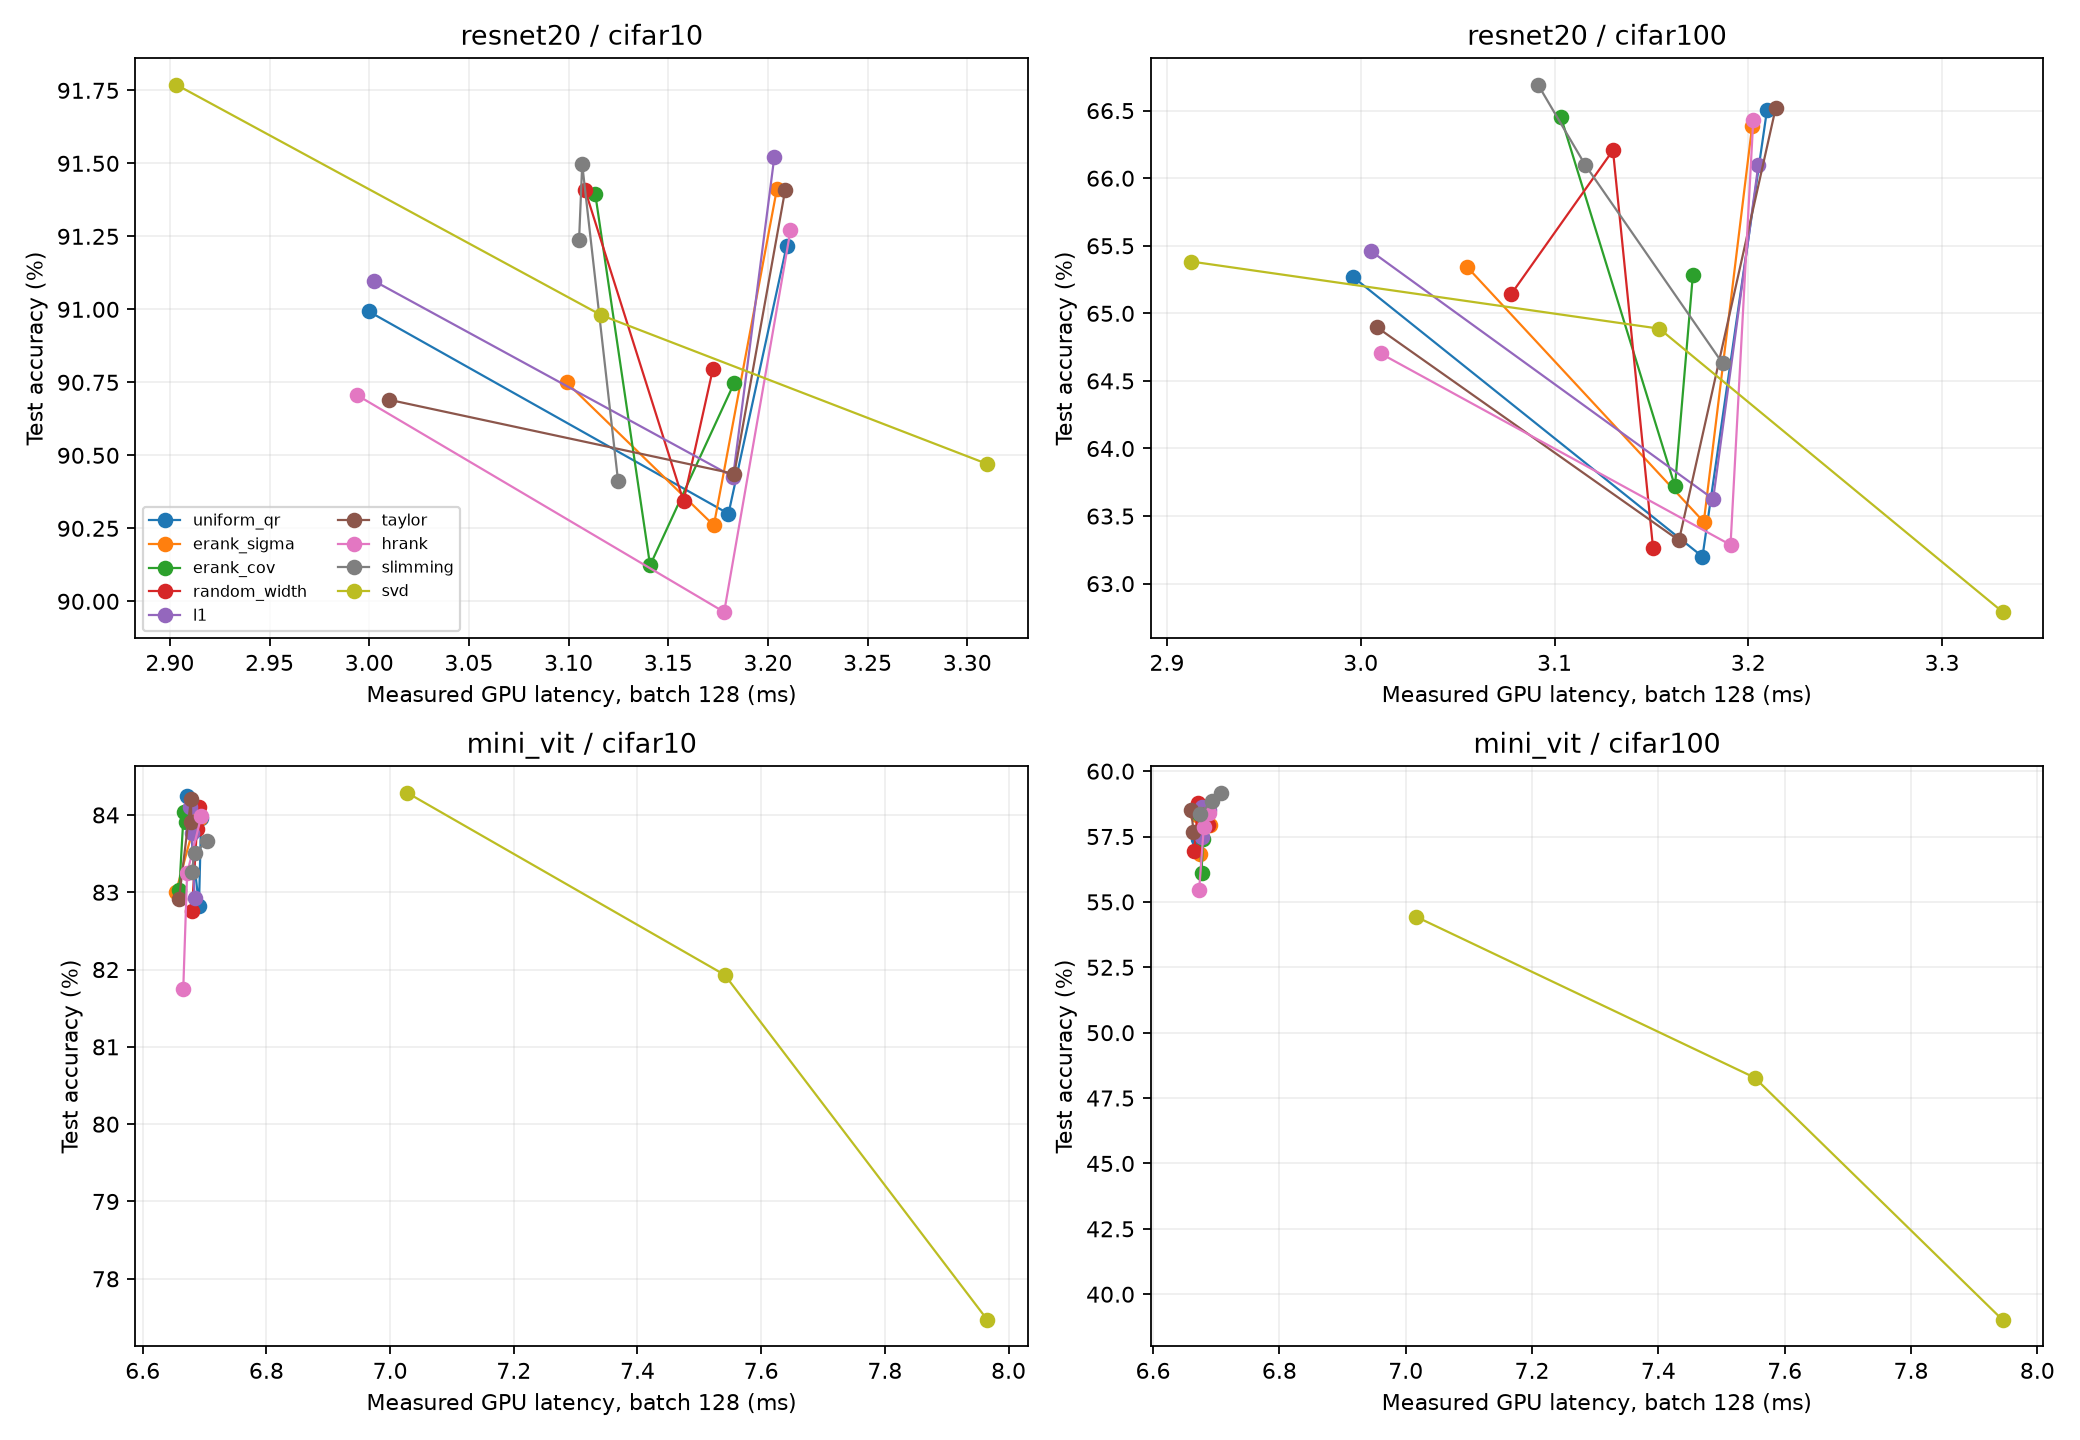 resnet20 / cifar10
91.75
91.50
91.25
91.00
90.75
90.50
90.25
90.00
Test accuracy (%)
uniform_qr
erank_sigma
erank_cov
random_width
l1
taylor
hrank
slimming
svd
2.90 2.95 3.00 3.05 3.10 3.15 3.20 3.25 3.30
Measured GPU latency, batch 128 (ms)
resnet20 / cifar100
66.5
66.0
65.5
65.0
64.5
64.0
63.5
63.0
Test accuracy (%)
2.9 3.0 3.1 3.2 3.3
Measured GPU latency, batch 128 (ms)
mini_vit / cifar10
84
83
82
81
80
79
78
Test accuracy (%)
6.6 6.8 7.0 7.2 7.4 7.6 7.8 8.0
Measured GPU latency, batch 128 (ms)
mini_vit / cifar100
60.0
57.5
55.0
52.5
50.0
47.5
45.0
42.5
40.0
Test accuracy (%)
6.6 6.8 7.0 7.2 7.4 7.6 7.8 8.0
Measured GPU latency, batch 128 (ms)